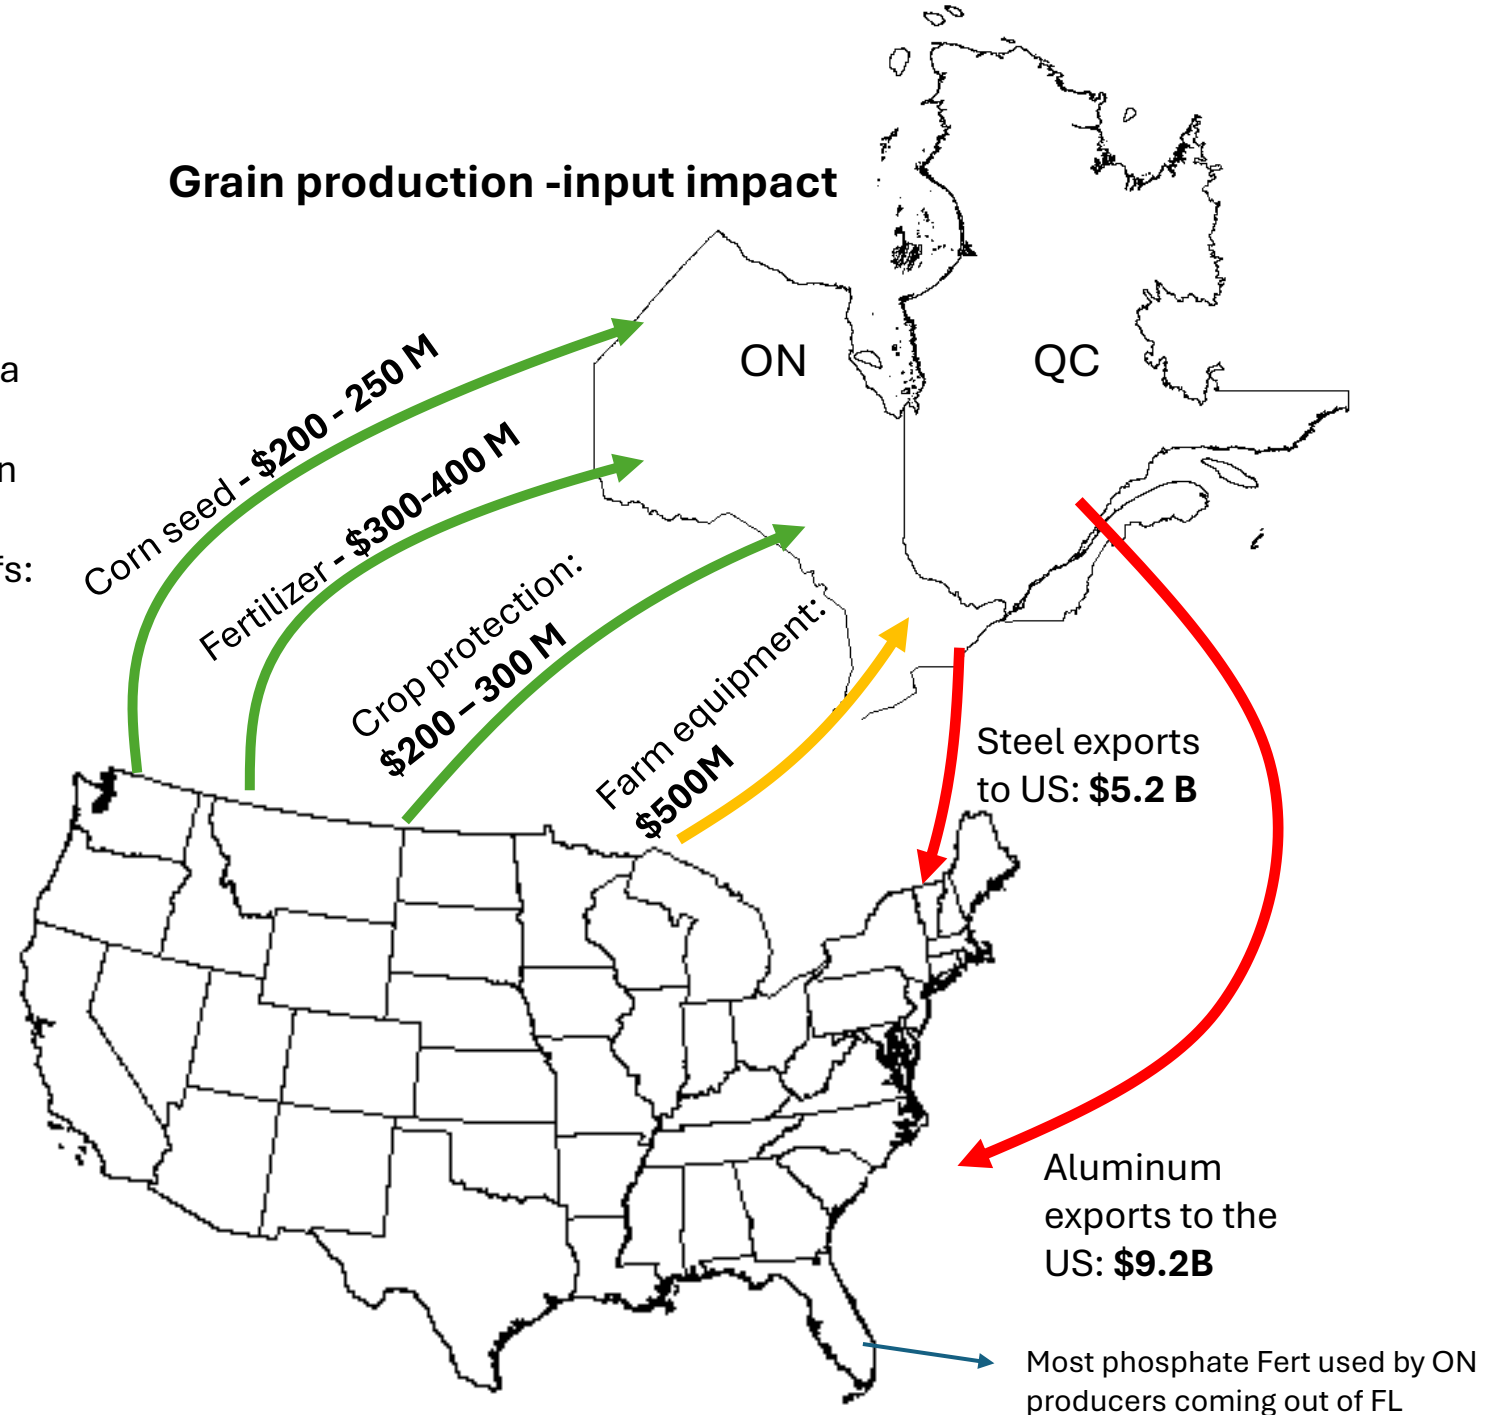 Grain production -input impact
a
n
fs:
ON
QC
Corn seed - $200 - 250 M
Fertilizer - $300-400 M
Crop protection:
$200 – 300 M
Farm equipment:
$500M
Steel exports
to US: $5.2 B
Aluminum
exports to the
US: $9.2B
Most phosphate Fert used by ON
producers coming out of FL